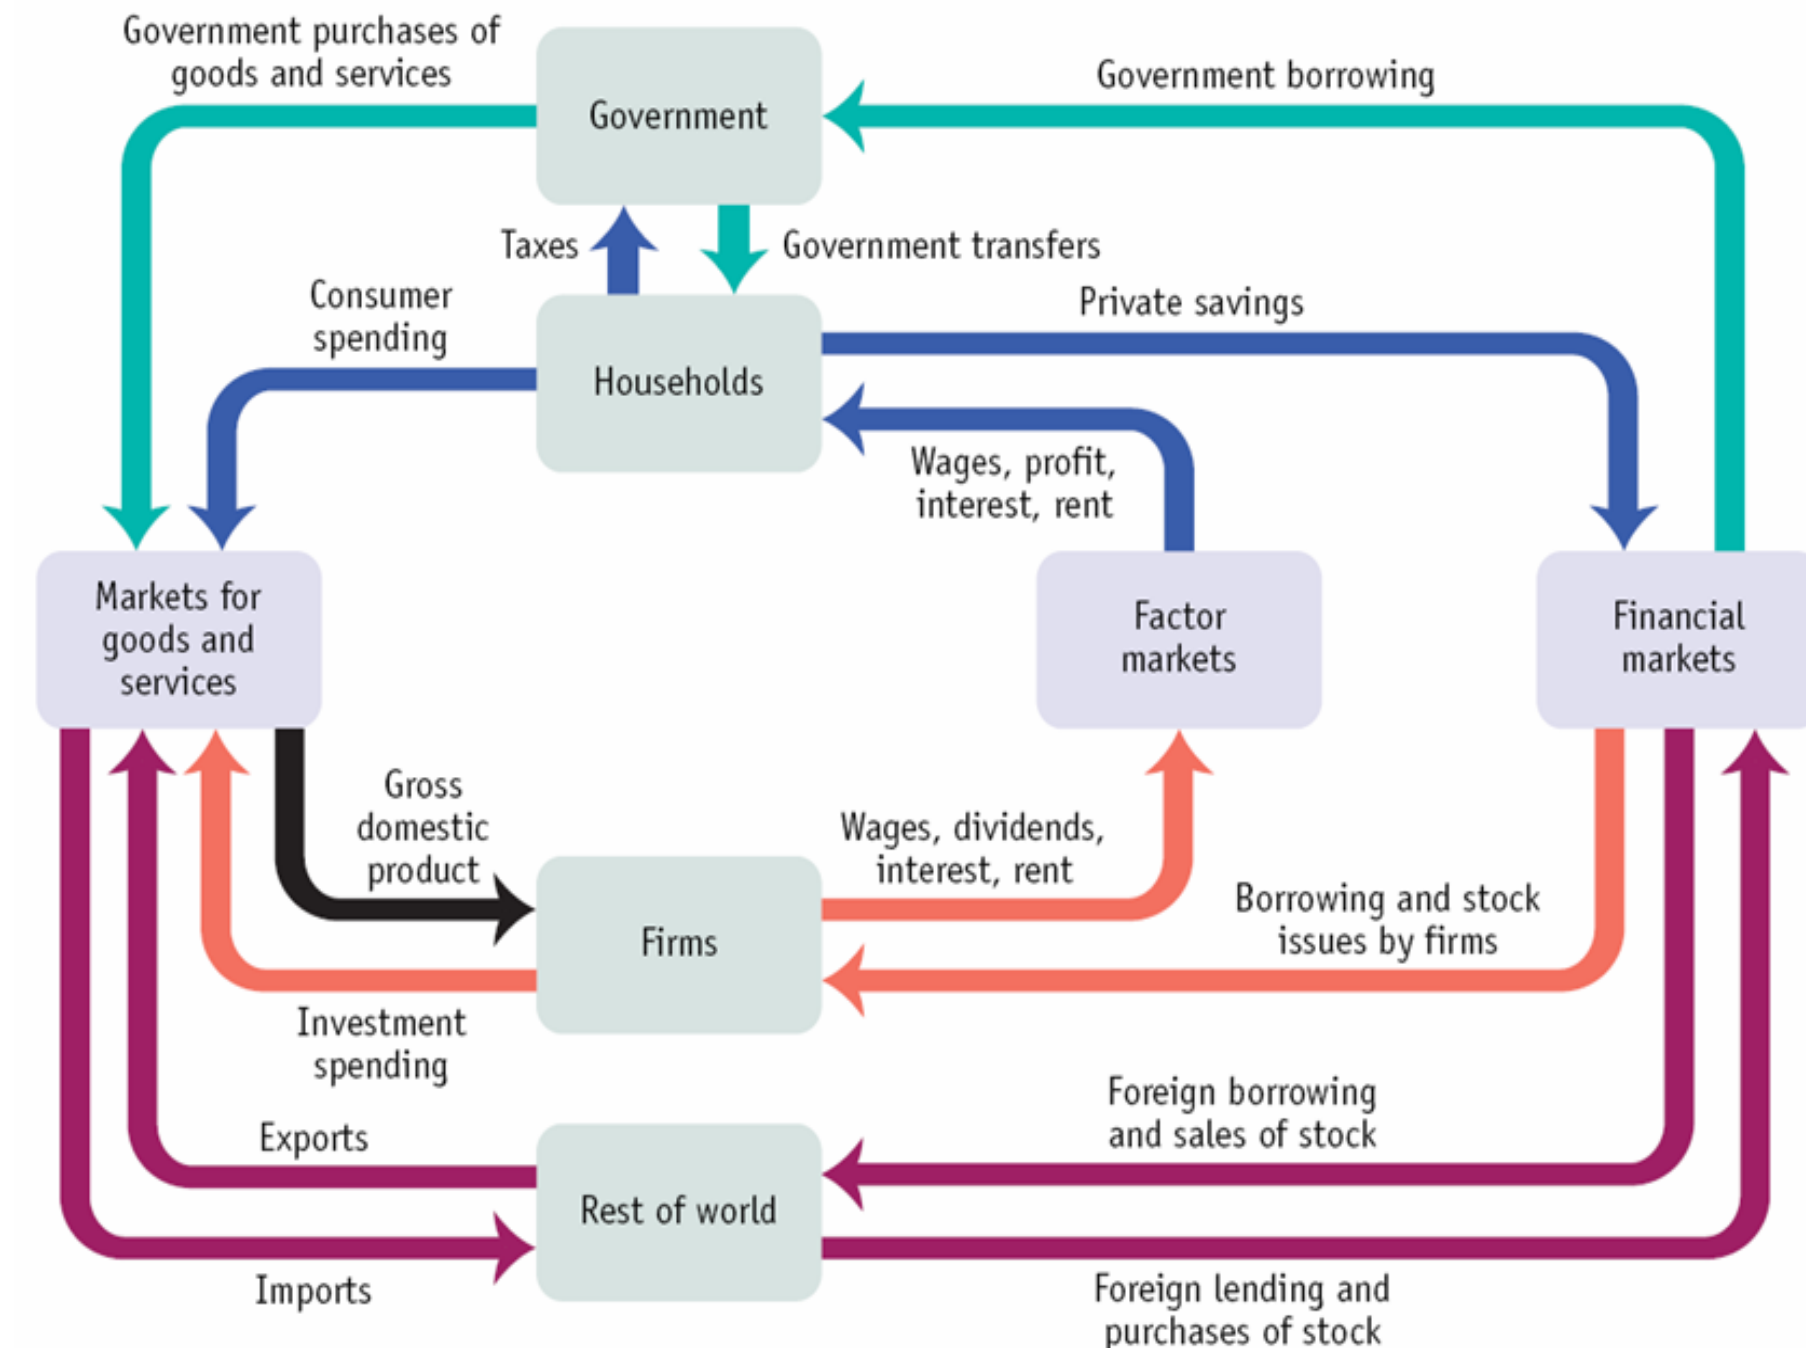 Government purchases of
goods and services
Government
Government borrowing
Taxes
Government transfers
Consumer
spending
Private savings
Households
Wages, profit,
interest, rent
Markets for
goods and
services
Factor
markets
Financial
markets
Gross
domestic
product
Wages, dividends,
interest, rent
Firms
Borrowing and stock
issues by firms
Investment
spending
Foreign borrowing
and sales of stock
Exports
Rest of world
Imports
Foreign lending and
purchases of stock